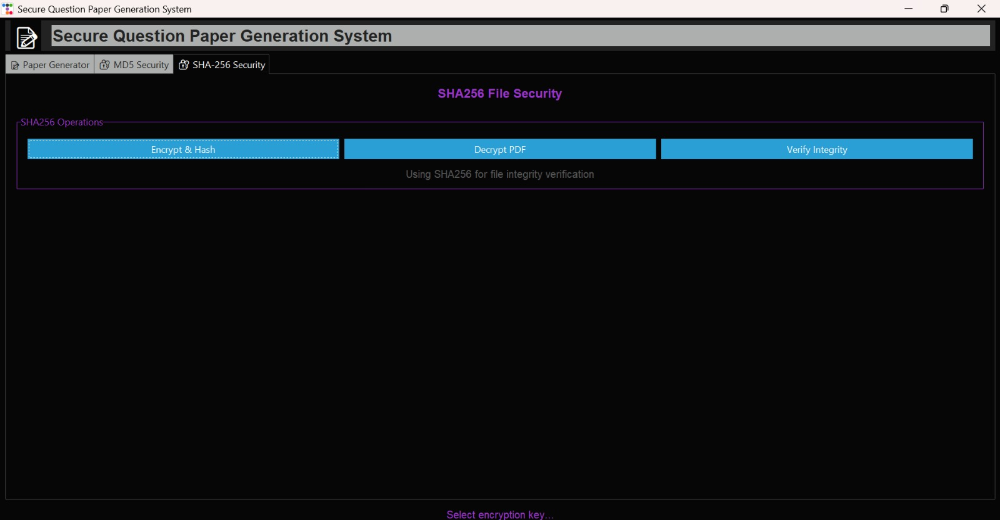 Secure Question Paper Generation System
Secure Question Paper Generation System
Paper Generator MD5 Security SHA-256 Security
SHA256 File Security
SHA256 Operations
Encrypt & Hash Decrypt PDF Verify Integrity
Using SHA256 for file integrity verification
Select encryption key...